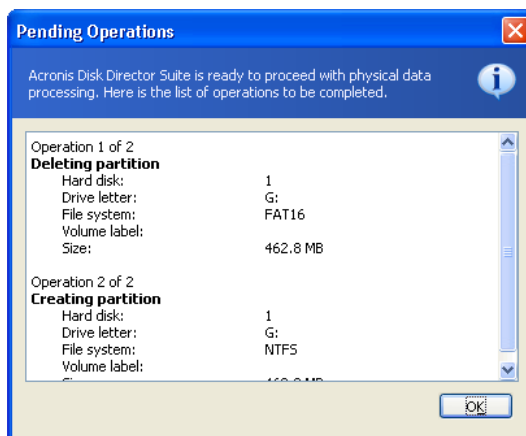 Pending Operations
Acronis Disk Director Suite is ready to proceed with physical data
processing. Here is the list of operations to be completed.
Operation 1 of 2
Deleting partition
Hard disk: 1
Drive letter: G:
File system: FAT16
Volume label:
Size: 462.8 MB
Operation 2 of 2
Creating partition
Hard disk: 1
Drive letter: G:
File system: NTFS
Volume label:
OK